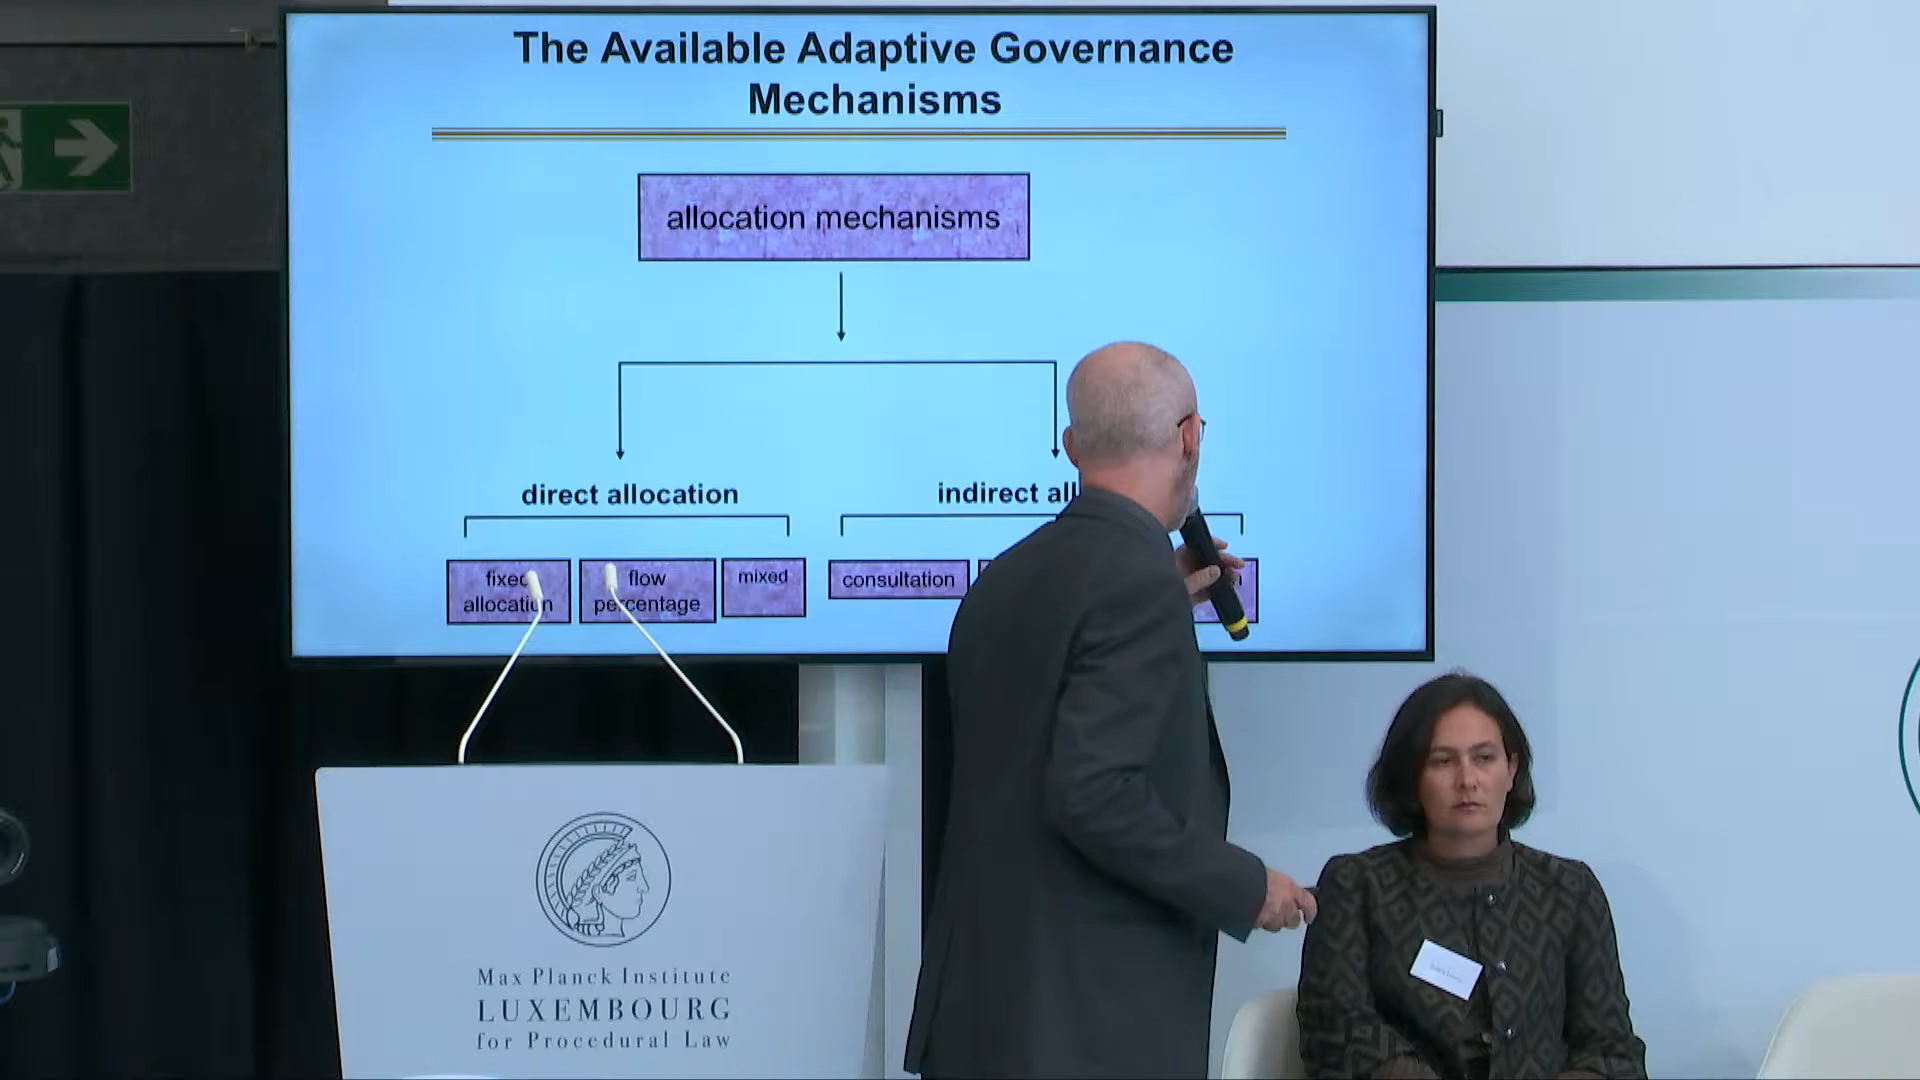 The Available Adaptive Governance
Mechanisms
allocation mechanisms
direct allocation
indirect
fixed
allocation
flow
percentage
mixed
consultation
Max Planck Institute
LUXEMBOURG
for Procedural Law